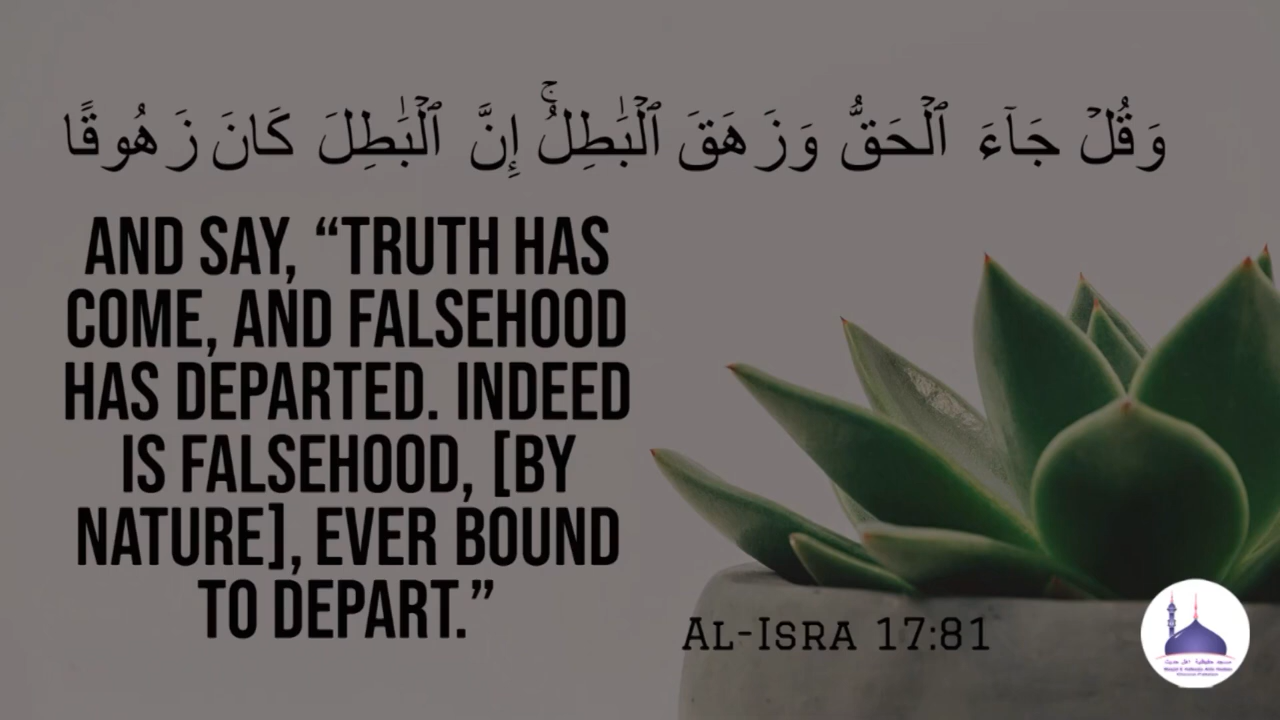 وَقُلْ جَآءَ ٱلْحَقُّ وَزَهَقَ ٱلْبَٰطِلُ ۚ إِنَّ ٱلْبَٰطِلَ كَانَ زَهُوقًا
AND SAY, “TRUTH HAS
COME, AND FALSEHOOD
HAS DEPARTED. INDEED
IS FALSEHOOD, [BY
NATURE], EVER BOUND
TO DEPART.”
AL-ISRA 17:81